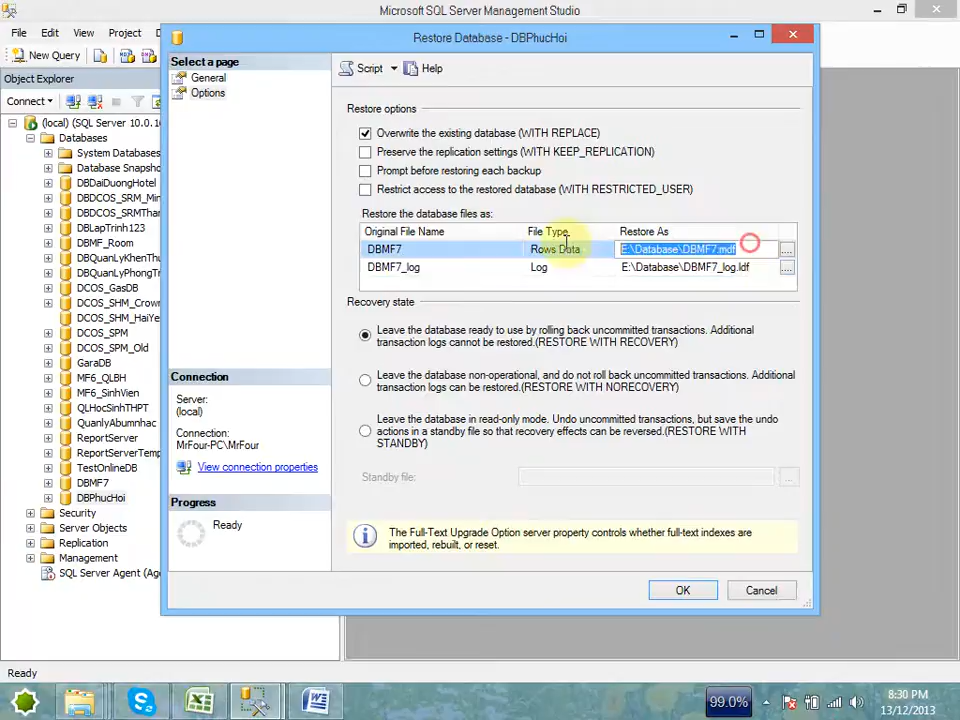 Microsoft SQL Server Management Studio
File Edit View Project
New Query
Object Explorer
Connect
(local) (SQL Server 10.0.16
Databases
System Databases
Database Snapsho
DBDaiDuongHotel
DBDCOS_SRM_Min
DBDCOS_SRMThar
DBLapTrinh123
DBMF_Room
DBQuanLyKhenThu
DBQuanLyPhongT
DCOS_GasDB
DCOS_SHM_Crown
DCOS_SHM_HaiYe
DCOS_SPM
DCOS_SPM_Old
GaraDB
MF6_QLBH
MF6_SinhVien
QLHocSinhTHPT
QuanlyAbumnhac
ReportServer
ReportServerTemp
TestOnlineDB
DBMF7
DBPhucHoi
Security
Server Objects
Replication
Management
SQL Server Agent (Age
Restore Database - DBPhucHoi
Select a page
General
Options
Script Help
Restore options
Overwrite the existing database (WITH REPLACE)
Preserve the replication settings (WITH KEEP_REPLICATION)
Prompt before restoring each backup
Restrict access to the restored database (WITH RESTRICTED_USER)
Restore the database files as:
Original File Name File Type Restore As
DBMF7 Rows Data E:\Database\DBMF7.mdf ...
DBMF7_log Log E:\Database\DBMF7_log.ldf ...
Recovery state
Leave the database ready to use by rolling back uncommitted transactions. Additional
transaction logs cannot be restored.(RESTORE WITH RECOVERY)
Leave the database non-operational, and do not roll back uncommitted transactions. Additional
transaction logs can be restored.(RESTORE WITH NORECOVERY)
Leave the database in read-only mode. Undo uncommitted transactions, but save the undo
actions in a standby file so that recovery effects can be reversed.(RESTORE WITH
STANDBY)
Standby file: ...
Connection
Server:
(local)
Connection:
MrFour-PC\MrFour
View connection properties
Progress
Ready
The Full-Text Upgrade Option server property controls whether full-text indexes are
imported, rebuilt, or reset.
OK Cancel
Ready
99.0%
8:30 PM
13/12/2013